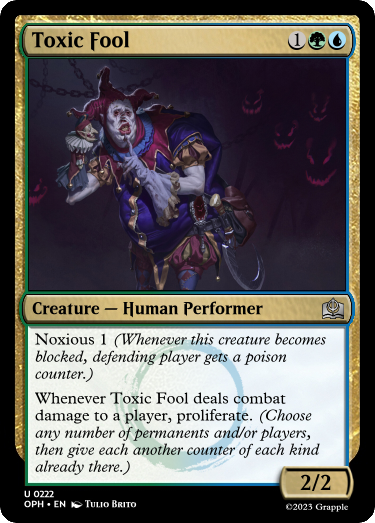 Toxic Fool 1
Creature — Human Performer
Noxious 1 (Whenever this creature becomes
blocked, defending player gets a poison
counter.)
Whenever Toxic Fool deals combat
damage to a player, proliferate. (Choose
any number of permanents and/or players,
then give each another counter of each kind
already there.)
2/2
U 0222
OPH • EN Tulio Brito
©2023 Grapple